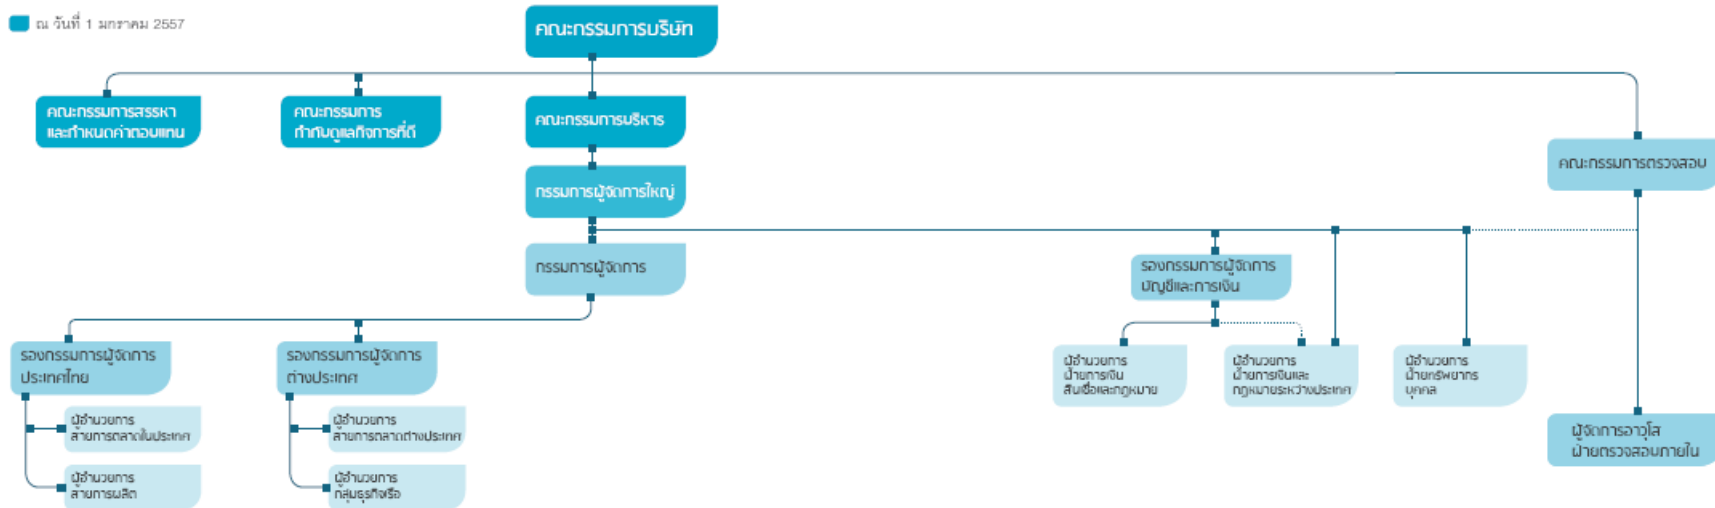 ณ วันที่ 1 มกราคม 2557
คณะกรรมการบริษัท
คณะกรรมการสรรหา
และกำหนดค่าตอบแทน
คณะกรรมการ
กำกับดูแลกิจการที่ดี
คณะกรรมการบริหาร
คณะกรรมการตรวจสอบ
กรรมการผู้จัดการใหญ่
กรรมการผู้จัดการ
รองกรรมการผู้จัดการ
บัญชีและการเงิน
รองกรรมการผู้จัดการ
ประเทศไทย
รองกรรมการผู้จัดการ
ต่างประเทศ
ผู้อำนวยการ
ฝ่ายการเงิน
สินเชื่อและกฎหมาย
ผู้อำนวยการ
ฝ่ายการเงินและ
กฎหมายระหว่างประเทศ
ผู้อำนวยการ
ฝ่ายทรัพยากร
บุคคล
ผู้อำนวยการ
สายการตลาดในประเทศ
ผู้อำนวยการ
สายการตลาดต่างประเทศ
ผู้จัดการอาวุโส
ฝ่ายตรวจสอบภายใน
ผู้อำนวยการ
สายการผลิต
ผู้อำนวยการ
กลุ่มธุรกิจเรือ